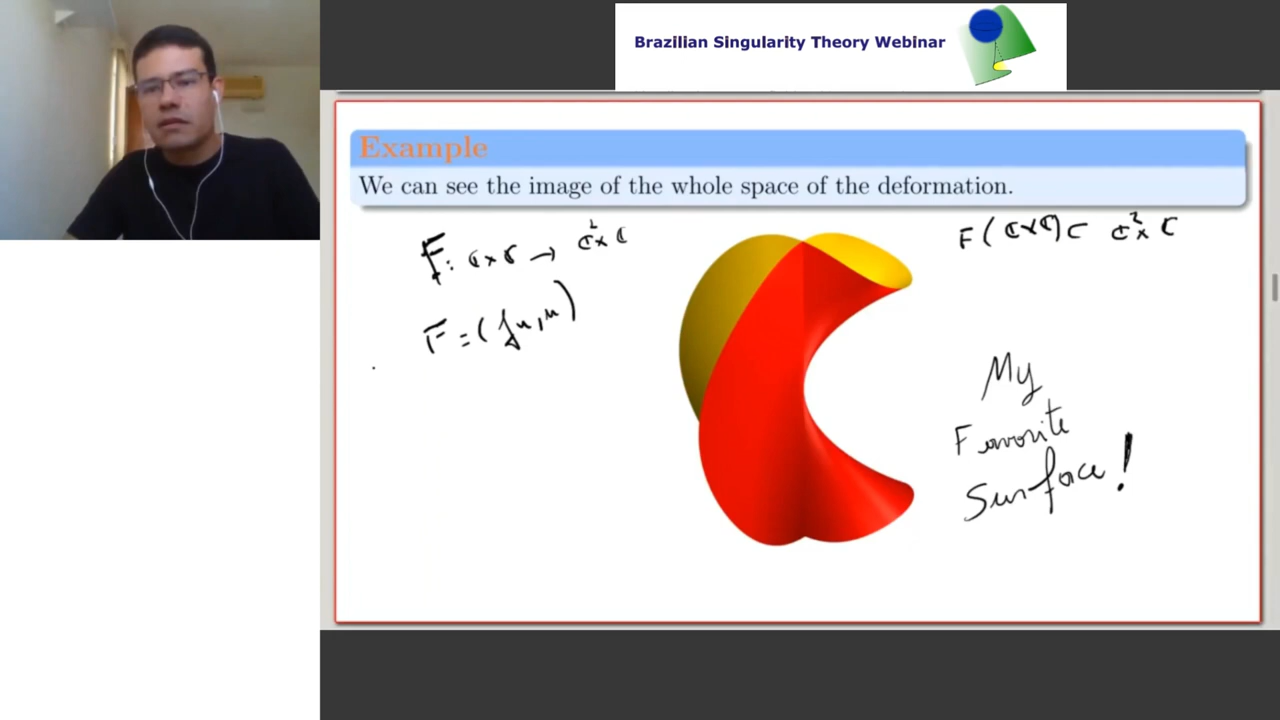 Brazilian Singularity Theory Webinar
Example
We can see the image of the whole space of the deformation.
F: ℂ×ℂ → ℂ²×ℂ
F=(fu,u)
F(ℂ×ℂ)⊂ ℂ²×ℂ
My
Favorite
Surface!